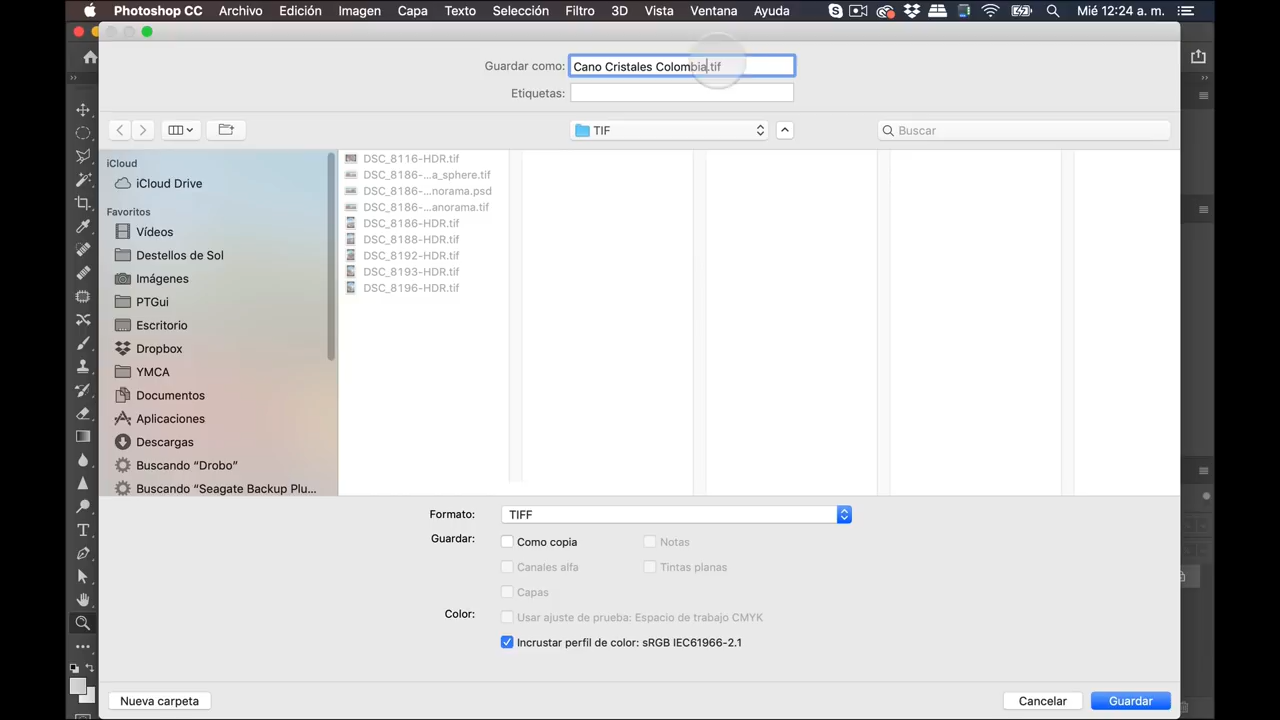 Photoshop CC Archivo Edición Imagen Capa Texto Selección Filtro 3D Vista Ventana Ayuda Mié 12:24 a. m.
Guardar como: Cano Cristales Colombia.tif
Etiquetas:
TIF
Buscar
iCloud
iCloud Drive
Favoritos
Vídeos
Destellos de Sol
Imágenes
PTGui
Escritorio
Dropbox
YMCA
Documentos
Aplicaciones
Descargas
Buscando “Drobo”
Buscando “Seagate Backup Plu...
DSC_8116-HDR.tif
DSC_8186-...a_sphere.tif
DSC_8186-...norama.psd
DSC_8186-...anorama.tif
DSC_8186-HDR.tif
DSC_8188-HDR.tif
DSC_8192-HDR.tif
DSC_8193-HDR.tif
DSC_8196-HDR.tif
Formato: TIFF
Guardar: Como copia Notas
Canales alfa Tintas planas
Capas
Color: Usar ajuste de prueba: Espacio de trabajo CMYK
Incrustar perfil de color: sRGB IEC61966-2.1
Nueva carpeta Cancelar Guardar